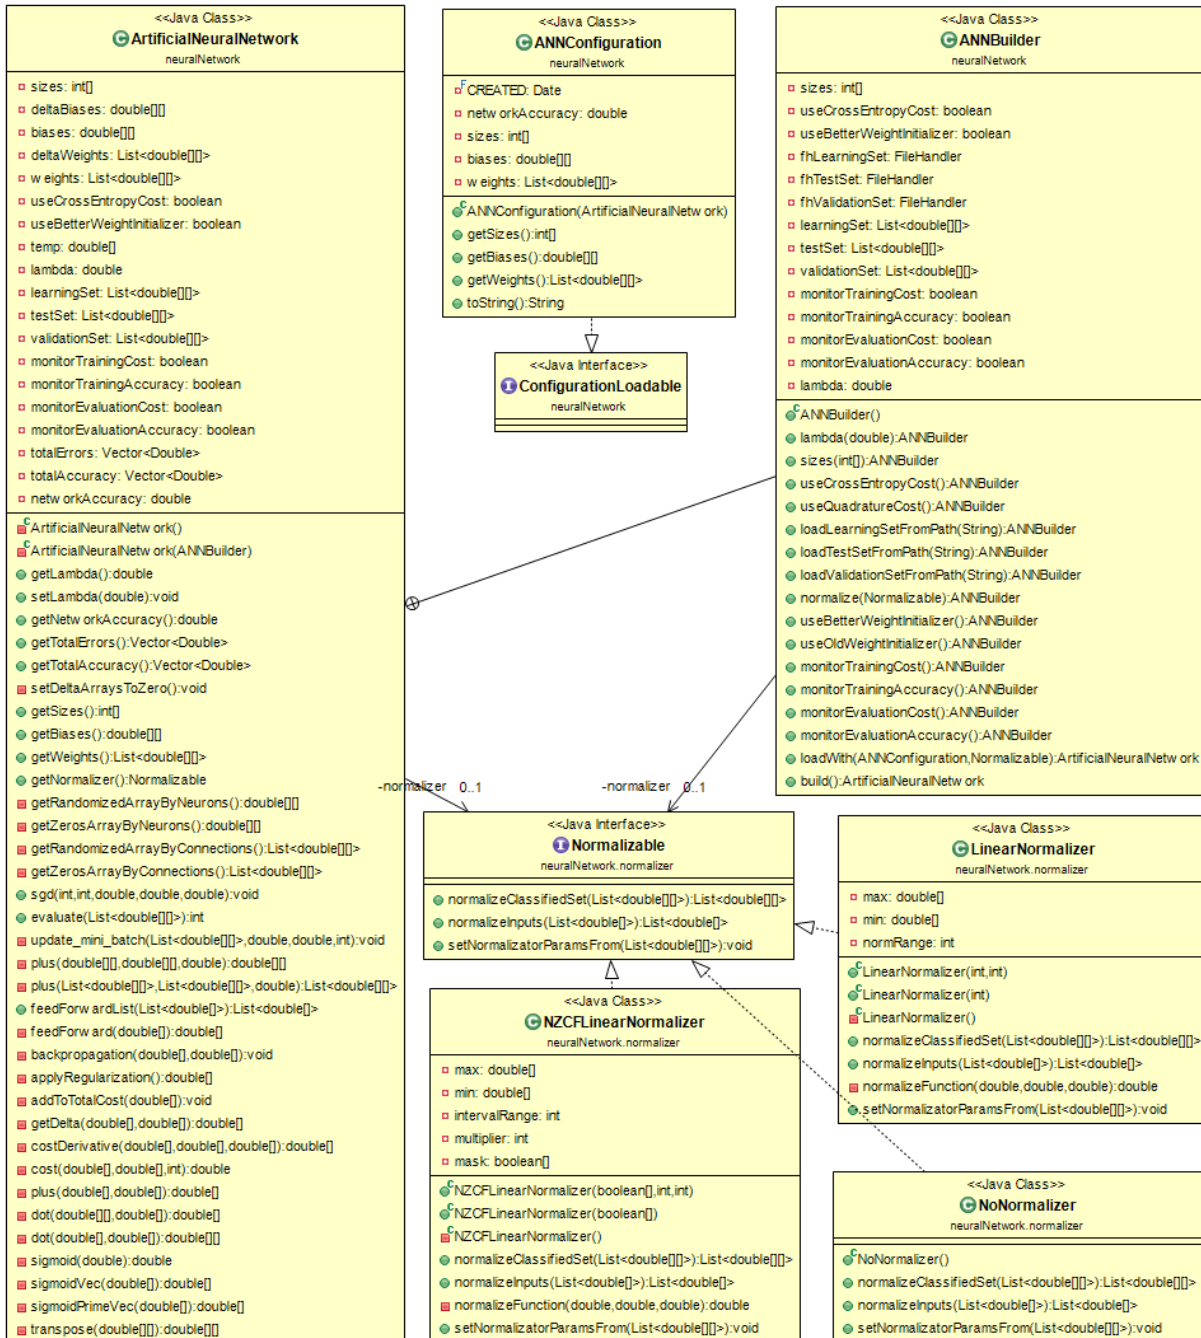 <<Java Class>>
ArtificialNeuralNetwork
neuralNetwork
sizes: int[]
deltaBiases: double[][]
biases: double[][]
deltaWeights: List<double[][]>
weights: List<double[][]>
useCrossEntropyCost: boolean
useBetterWeightInitializer: boolean
temp: double[]
lambda: double
learningSet: List<double[][]>
testSet: List<double[][]>
validationSet: List<double[][]>
monitorTrainingCost: boolean
monitorTrainingAccuracy: boolean
monitorEvaluationCost: boolean
monitorEvaluationAccuracy: boolean
totalErrors: Vector<Double>
totalAccuracy: Vector<Double>
networkAccuracy: double
ArtificialNeuralNetwork()
ArtificialNeuralNetwork(ANNBuilder)
getLambda():double
setLambda(double):void
getNetworkAccuracy():double
getTotalErrors():Vector<Double>
getTotalAccuracy():Vector<Double>
setDeltaArraysToZero():void
getSizes():int[]
getBiases():double[][]
getWeights():List<double[][]>
getNormalizer():Normalizable
getRandomizedArrayByNeurons():double[][]
getZerosArrayByNeurons():double[][]
getRandomizedArrayByConnections():List<double[][]>
getZerosArrayByConnections():List<double[][]>
sgd(int,int,double,double,double):void
evaluate(List<double[][]>):int
update_mini_batch(List<double[][]>,double,double,int):void
plus(double[][],double[][],double):double[][]
plus(List<double[][]>,List<double[][]>,double):List<double[][]>
feedForwardList(List<double[]>):List<double[]>
feedForward(double[]):double[]
backpropagation(double[],double[]):void
applyRegularization():double[]
addToTotalCost(double[]):void
getDelta(double[],double[]):double[]
costDerivative(double[],double[],double[]):double[]
cost(double[],double[],int):double
plus(double[],double[]):double[]
dot(double[][],double[]):double[]
dot(double[],double[]):double[][]
sigmoid(double):double
sigmoidVec(double[]):double[]
sigmoidPrimeVec(double[]):double[]
transpose(double[][]):double[][]
<<Java Class>>
ANNConfiguration
neuralNetwork
CREATED: Date
networkAccuracy: double
sizes: int[]
biases: double[][]
weights: List<double[][]>
ANNConfiguration(ArtificialNeuralNetwork)
getSizes():int[]
getBiases():double[][]
getWeights():List<double[][]>
toString():String
<<Java Interface>>
ConfigurationLoadable
neuralNetwork
<<Java Class>>
ANNBuilder
neuralNetwork
sizes: int[]
useCrossEntropyCost: boolean
useBetterWeightInitializer: boolean
fhLearningSet: FileHandler
fhTestSet: FileHandler
fhValidationSet: FileHandler
learningSet: List<double[][]>
testSet: List<double[][]>
validationSet: List<double[][]>
monitorTrainingCost: boolean
monitorTrainingAccuracy: boolean
monitorEvaluationCost: boolean
monitorEvaluationAccuracy: boolean
lambda: double
ANNBuilder()
lambda(double):ANNBuilder
sizes(int[]):ANNBuilder
useCrossEntropyCost():ANNBuilder
useQuadratureCost():ANNBuilder
loadLearningSetFromPath(String):ANNBuilder
loadTestSetFromPath(String):ANNBuilder
loadValidationSetFromPath(String):ANNBuilder
normalize(Normalizable):ANNBuilder
useBetterWeightInitializer():ANNBuilder
useOldWeightInitializer():ANNBuilder
monitorTrainingCost():ANNBuilder
monitorTrainingAccuracy():ANNBuilder
monitorEvaluationCost():ANNBuilder
monitorEvaluationAccuracy():ANNBuilder
loadWith(ANNConfiguration,Normalizable):ArtificialNeuralNetwork
build():ArtificialNeuralNetwork
-normalizer 0..1
-normalizer 0..1
<<Java Interface>>
Normalizable
neuralNetwork.normalizer
normalizeClassifiedSet(List<double[][]>):List<double[][]>
normalizeInputs(List<double[]>):List<double[]>
setNormalizatorParamsFrom(List<double[][]>):void
<<Java Class>>
LinearNormalizer
neuralNetwork.normalizer
max: double[]
min: double[]
normRange: int
LinearNormalizer(int,int)
LinearNormalizer(int)
LinearNormalizer()
normalizeClassifiedSet(List<double[][]>):List<double[][]>
normalizeInputs(List<double[]>):List<double[]>
normalizeFunction(double,double,double):double
setNormalizatorParamsFrom(List<double[][]>):void
<<Java Class>>
NZCFLinearNormalizer
neuralNetwork.normalizer
max: double[]
min: double[]
intervalRange: int
multiplier: int
mask: boolean[]
NZCFLinearNormalizer(boolean[],int,int)
NZCFLinearNormalizer(boolean[])
NZCFLinearNormalizer()
normalizeClassifiedSet(List<double[][]>):List<double[][]>
normalizeInputs(List<double[]>):List<double[]>
normalizeFunction(double,double,double):double
setNormalizatorParamsFrom(List<double[][]>):void
<<Java Class>>
NoNormalizer
neuralNetwork.normalizer
NoNormalizer()
normalizeClassifiedSet(List<double[][]>):List<double[][]>
normalizeInputs(List<double[]>):List<double[]>
setNormalizatorParamsFrom(List<double[][]>):void